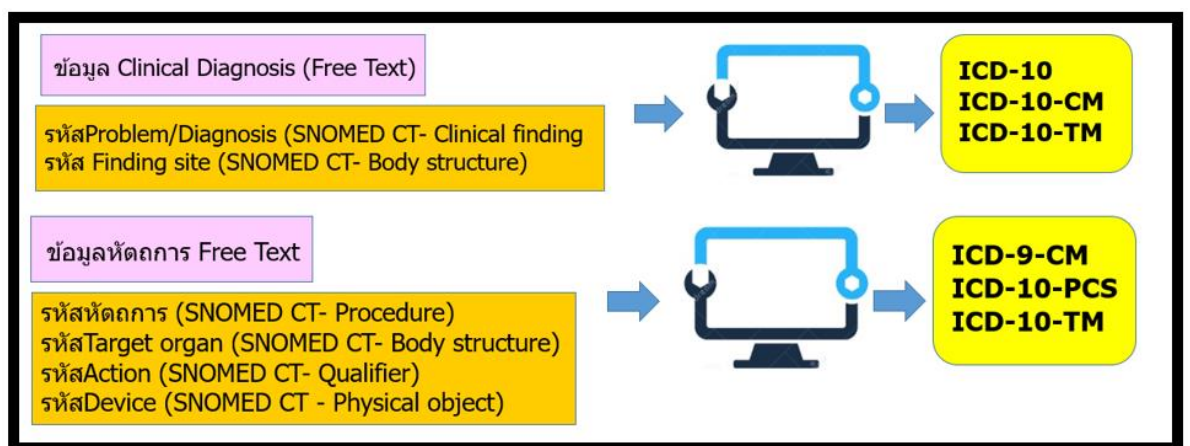 ข้อมูล Clinical Diagnosis (Free Text)
รหัสProblem/Diagnosis (SNOMED CT- Clinical finding
รหัส Finding site (SNOMED CT- Body structure)
ICD-10
ICD-10-CM
ICD-10-TM
ข้อมูลหัตถการ Free Text
รหัสหัตถการ (SNOMED CT- Procedure)
รหัสTarget organ (SNOMED CT- Body structure)
รหัสAction (SNOMED CT- Qualifier)
รหัสDevice (SNOMED CT - Physical object)
ICD-9-CM
ICD-10-PCS
ICD-10-TM